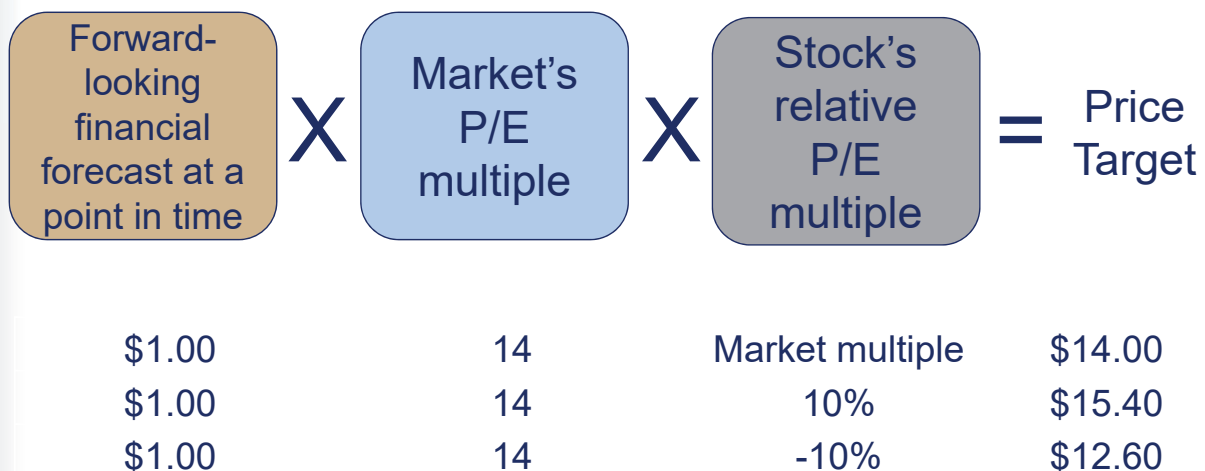 Forward-
looking
financial
forecast at a
point in time
X
Market's
P/E
multiple
X
Stock's
relative
P/E
multiple
=
Price
Target
$1.00 14 Market multiple $14.00
$1.00 14 10% $15.40
$1.00 14 -10% $12.60